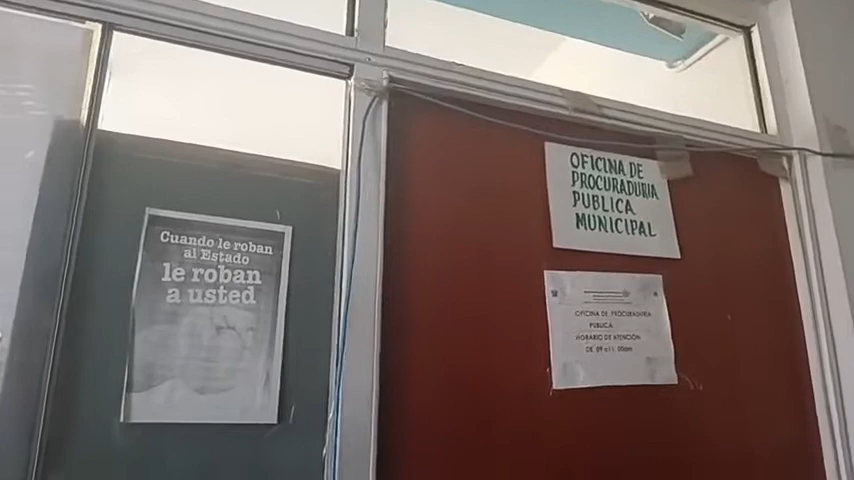 Cuando le roban
al Estado
le roban
a usted
OFICINA DE
PROCURADURIA
PUBLICA
MUNICIPAL
OFICINA DE PROCURADURIA
PUBLICA
HORARIO DE ATENCIÓN
DE 09 a 11:00am